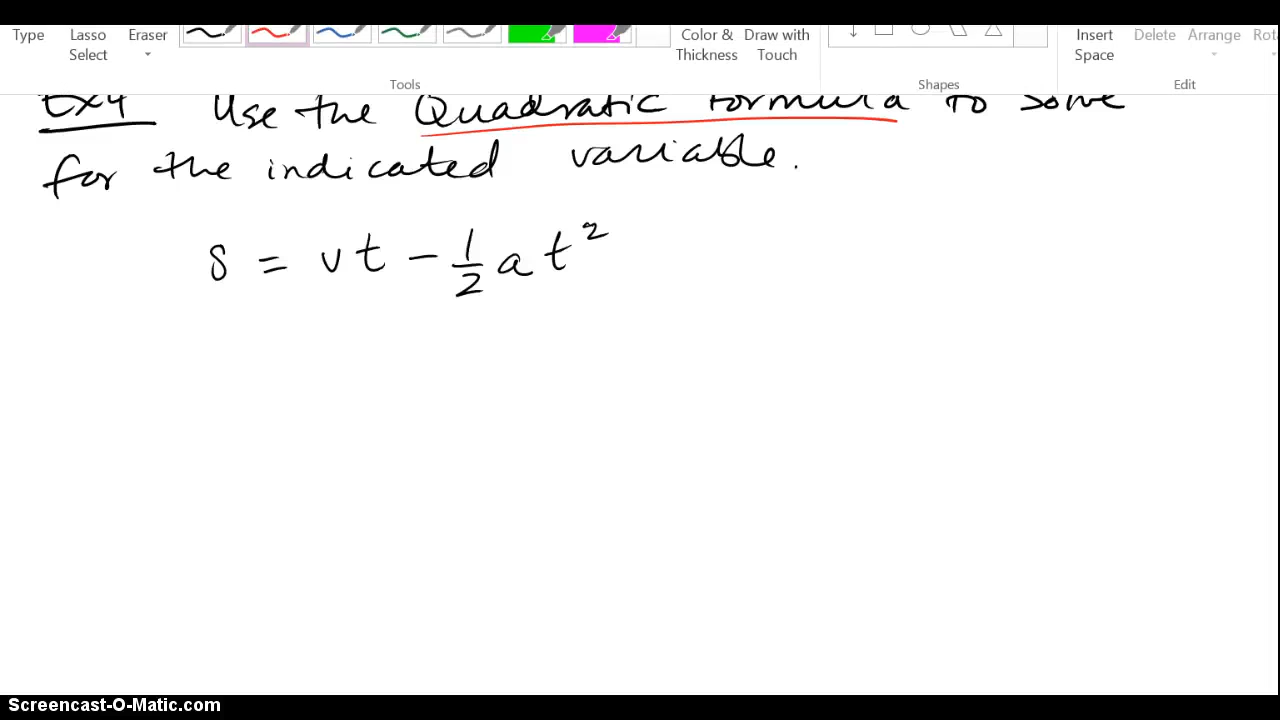 Type Lasso Select Eraser Color & Thickness Draw with Touch Insert Space Delete Arrange
Tools Shapes Edit
Ex4 Use the Quadratic Formula to solve
for the indicated variable.
s = vt - 1/2 at²
Screencast-O-Matic.com